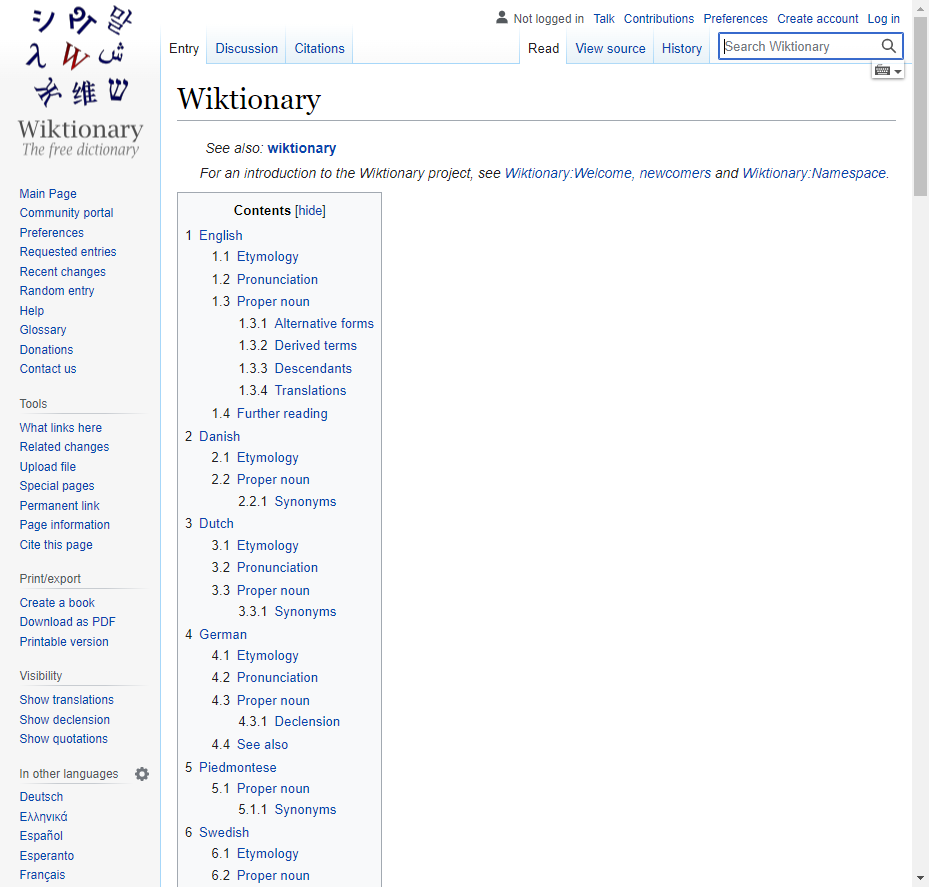 Not logged in Talk Contributions Preferences Create account Log in
Entry Discussion Citations Read View source History Search Wiktionary
Wiktionary
The free dictionary
Main Page
Community portal
Preferences
Requested entries
Recent changes
Random entry
Help
Glossary
Donations
Contact us
Tools
What links here
Related changes
Upload file
Special pages
Permanent link
Page information
Cite this page
Print/export
Create a book
Download as PDF
Printable version
Visibility
Show translations
Show declension
Show quotations
In other languages
Deutsch
Ελληνικά
Español
Esperanto
Français
Wiktionary
See also: wiktionary
For an introduction to the Wiktionary project, see Wiktionary:Welcome, newcomers and Wiktionary:Namespace.
Contents [hide]
1 English
1.1 Etymology
1.2 Pronunciation
1.3 Proper noun
1.3.1 Alternative forms
1.3.2 Derived terms
1.3.3 Descendants
1.3.4 Translations
1.4 Further reading
2 Danish
2.1 Etymology
2.2 Proper noun
2.2.1 Synonyms
3 Dutch
3.1 Etymology
3.2 Pronunciation
3.3 Proper noun
3.3.1 Synonyms
4 German
4.1 Etymology
4.2 Pronunciation
4.3 Proper noun
4.3.1 Declension
4.4 See also
5 Piedmontese
5.1 Proper noun
5.1.1 Synonyms
6 Swedish
6.1 Etymology
6.2 Proper noun